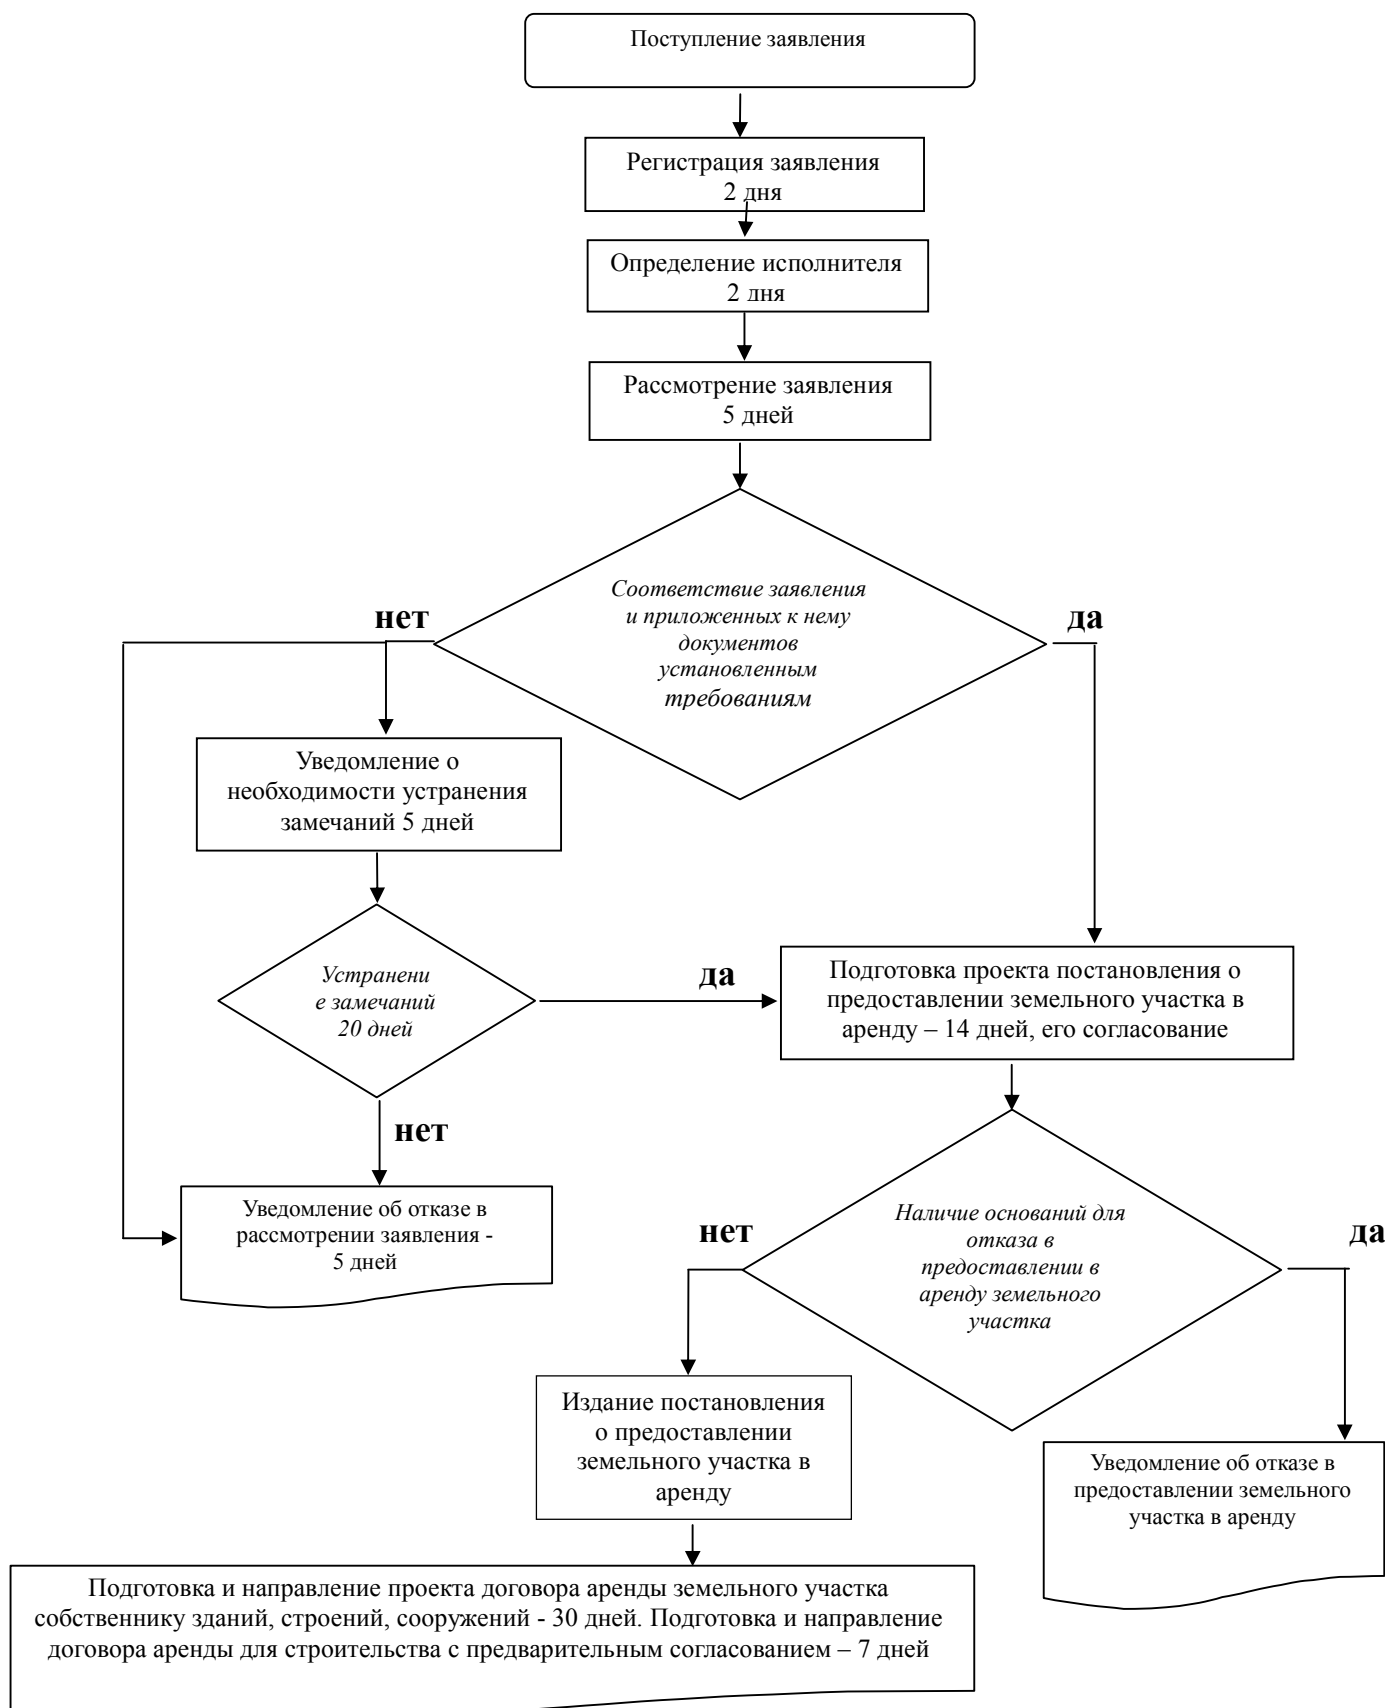 Поступление заявления
Регистрация заявления
2 дня
Определение исполнителя
2 дня
Рассмотрение заявления
5 дней
Соответствие заявления
и приложенных к нему
документов
установленным
требованиям
нет
да
Уведомление о
необходимости устранения
замечаний 5 дней
Устранени
е замечаний
20 дней
да
Подготовка проекта постановления о
предоставлении земельного участка в
аренду – 14 дней, его согласование
нет
Уведомление об отказе в
рассмотрении заявления -
5 дней
нет
Наличие оснований для
отказа в
предоставлении в
аренду земельного
участка
да
Издание постановления
о предоставлении
земельного участка в
аренду
Уведомление об отказе в
предоставлении земельного
участка в аренду
Подготовка и направление проекта договора аренды земельного участка
собственнику зданий, строений, сооружений - 30 дней. Подготовка и направление
договора аренды для строительства с предварительным согласованием – 7 дней